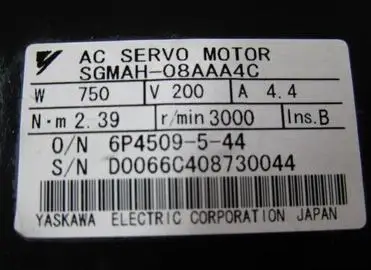 AC SERVO MOTOR
SGMAH-08AAA4C
W 750 V 200 A 4.4
N·m 2.39 r/min 3000 Ins.B
O/N 6P4509-5-44
S/N D0066C408730044
YASKAWA ELECTRIC CORPORATION JAPAN